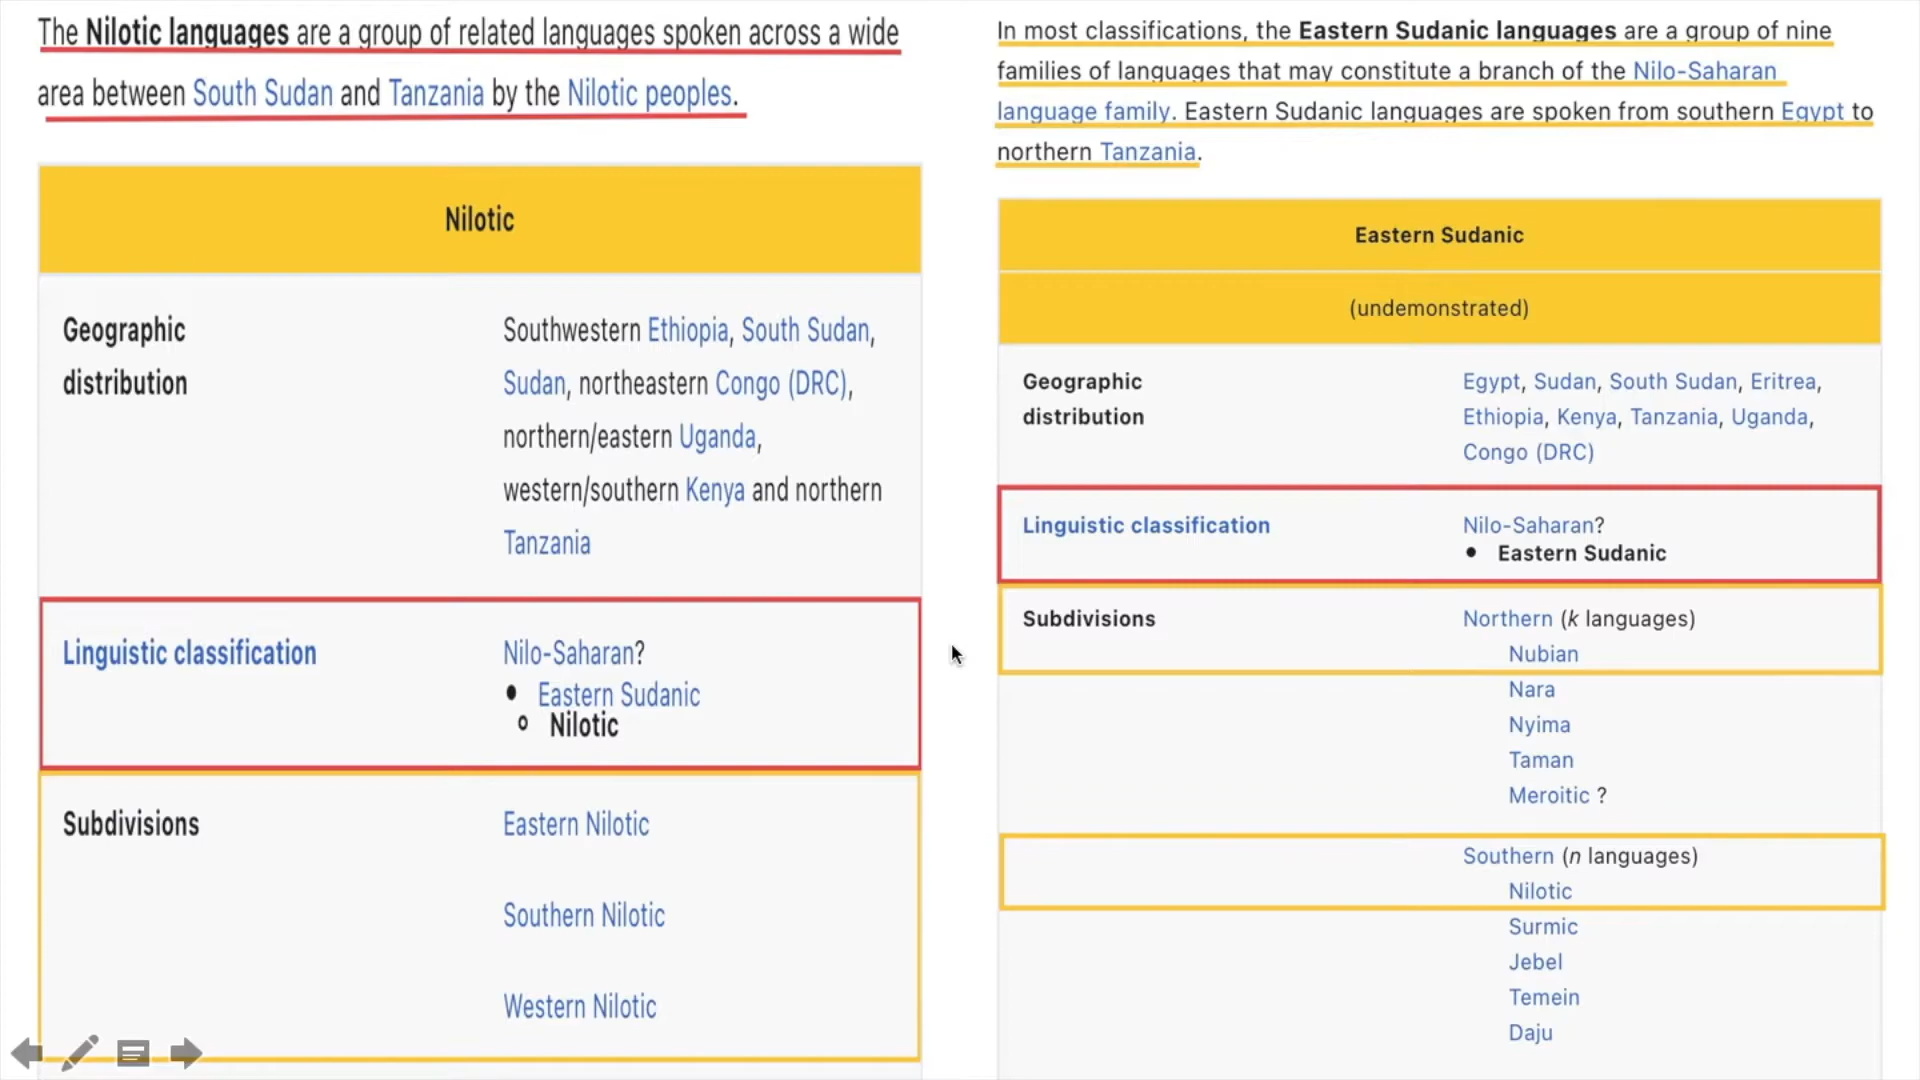 The Nilotic languages are a group of related languages spoken across a wide
area between South Sudan and Tanzania by the Nilotic peoples.
Nilotic
Geographic
distribution
Southwestern Ethiopia, South Sudan,
Sudan, northeastern Congo (DRC),
northern/eastern Uganda,
western/southern Kenya and northern
Tanzania
Linguistic classification
Nilo-Saharan?
• Eastern Sudanic
◦ Nilotic
Subdivisions
Eastern Nilotic
Southern Nilotic
Western Nilotic
In most classifications, the Eastern Sudanic languages are a group of nine
families of languages that may constitute a branch of the Nilo-Saharan
language family. Eastern Sudanic languages are spoken from southern Egypt to
northern Tanzania.
Eastern Sudanic
(undemonstrated)
Geographic
distribution
Egypt, Sudan, South Sudan, Eritrea,
Ethiopia, Kenya, Tanzania, Uganda,
Congo (DRC)
Linguistic classification
Nilo-Saharan?
• Eastern Sudanic
Subdivisions
Northern (k languages)
Nubian
Nara
Nyima
Taman
Meroitic ?
Southern (n languages)
Nilotic
Surmic
Jebel
Temein
Daju